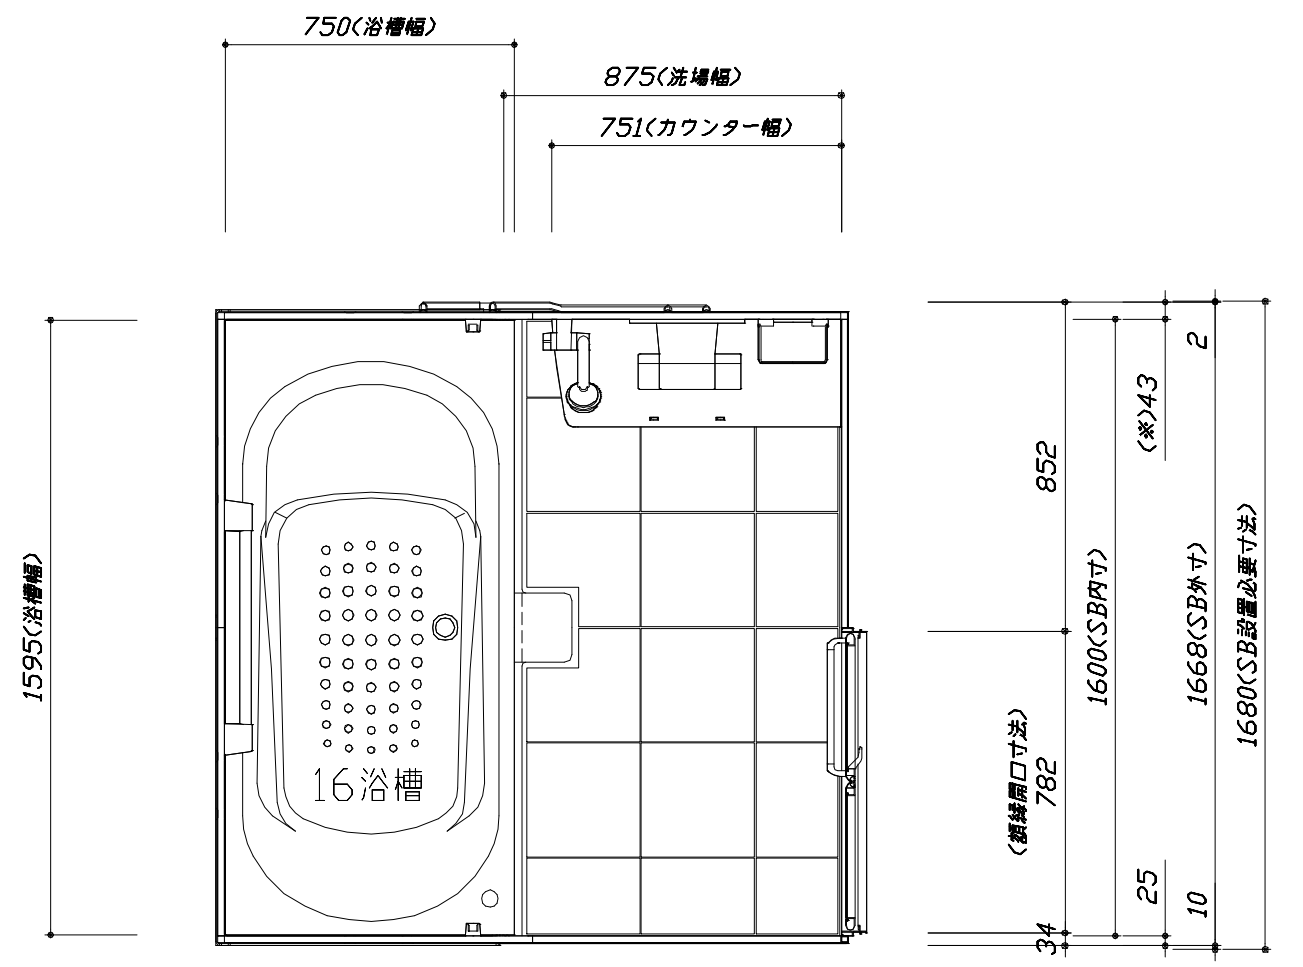 750(浴槽幅)
875(洗場幅)
751(カウンター幅)
2
(※)43
852
1600(SB内寸)
1668(SB外寸)
1680(SB設置必要寸法)
1595(浴槽幅)
(額縁開口寸法)
782
16浴槽
25
10
34